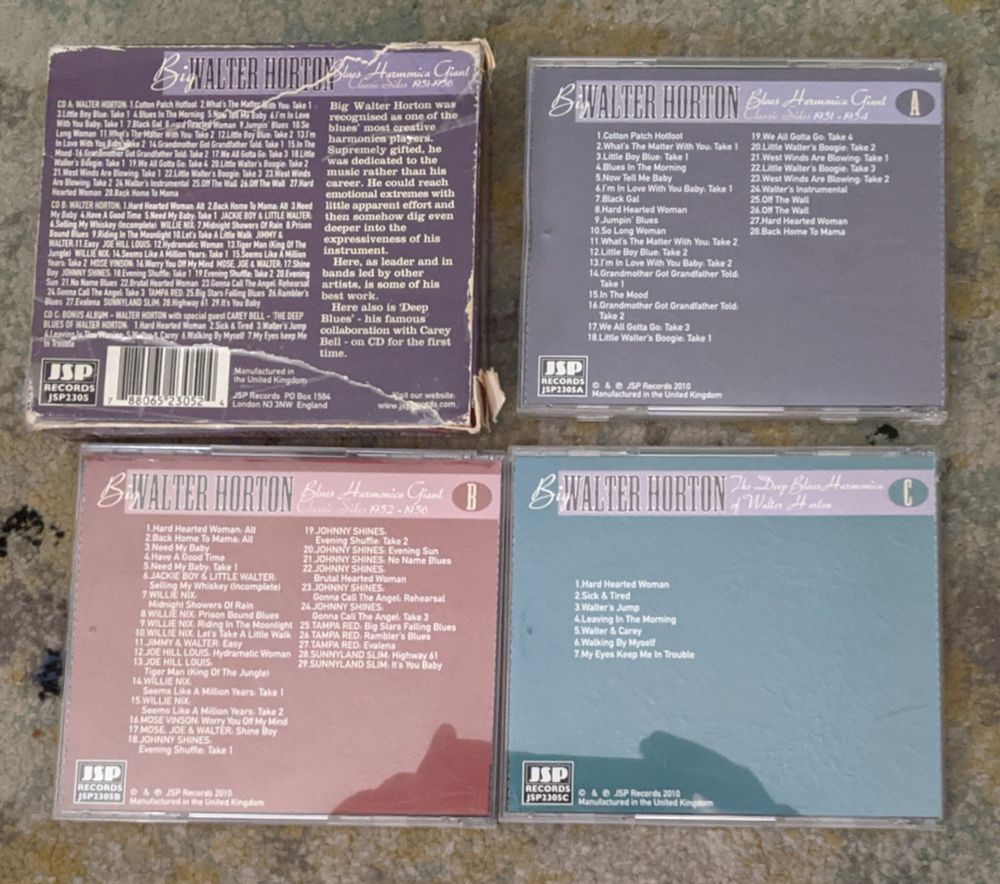 Big WALTER HORTON Blues Harmonica Giant
Classic Sides 1951-1956
CD A: WALTER HORTON: 1.Cotton Patch Hotfoot 2.What's The Matter With You: Take 1
3.Little Boy Blue: Take 1 4.Blues In The Morning 5.Now Tell Me Baby 6.I'm In Love
With You Baby: Take 1 7.Black Gal 8.Hard Hearted Woman 9.Jumpin' Blues 10.So
Long Woman 11.What's The Matter With You: Take 2 12.Little Boy Blue: Take 2 13.I'm
In Love With You Baby: Take 2 14.Grandmother Got Grandfather Told: Take 1 15.In The
Mood 16.Grandmother Got Grandfather Told: Take 2 17.We All Gotta Go: Take 3 18.Little
Walter's Boogie: Take 1 19.We All Gotta Go: Take 4 20.Little Walter's Boogie: Take 2
21.West Winds Are Blowing: Take 1 22.Little Walter's Boogie: Take 3 23.West Winds
Are Blowing: Take 2 24.Walter's Instrumental 25.Off The Wall 26.Off The Wall 27.Hard
Hearted Woman 28.Back Home To Mama
CD B: WALTER HORTON: 1.Hard Hearted Woman: Alt 2.Back Home To Mama: Alt 3.Need
My Baby 4.Have A Good Time 5.Need My Baby: Take 1 JACKIE BOY & LITTLE WALTER:
6.Selling My Whiskey (Incomplete) WILLIE NIX: 7.Midnight Showers Of Rain 8.Prison
Bound Blues 9.Riding In The Moonlight 10.Let's Take A Little Walk JIMMY &
WALTER: 11.Easy JOE HILL LOUIS: 12.Hydramatic Woman 13.Tiger Man (King Of The
Jungle) WILLIE NIX: 14.Seems Like A Million Years: Take 1 15.Seems Like A Million
Years: Take 2 MOSE VINSON: 16.Worry You Off My Mind MOSE, JOE & WALTER: 17.Shine
Boy JOHNNY SHINES: 18.Evening Shuffle: Take 1 19.Evening Shuffle: Take 2 20.Evening
Sun 21.No Name Blues 22.Brutal Hearted Woman 23.Gonna Call The Angel: Rehearsal
24.Gonna Call The Angel: Take 3 TAMPA RED: 25.Big Stars Falling Blues 26.Rambler's
Blues 27.Evalena SUNNYLAND SLIM: 28.Highway 61 29.It's You Baby
CD C: BONUS ALBUM - WALTER HORTON with special guest CAREY BELL - 'THE DEEP
BLUES OF WALTER HORTON: 1.Hard Hearted Woman 2.Sick & Tired 3.Walter's Jump
6.Leaving In The Morning 5.Walter & Carey 6.Walking By Myself 7.My Eyes keep Me
In Trouble
Big Walter Horton was
recognised as one of the
blues' most creative
harmonies players.
Supremely gifted, he
was dedicated to the
music rather than his
career. He could reach
emotional extremes with
little apparent effort and
then somehow dig even
deeper into the
expressiveness of his
instrument.
Here, as leader and in
bands led by other
artists, is some of his
best work.
Here also is 'Deep
Blues' - his famous
collaboration with Carey
Bell - on CD for the first
time.
JSP
RECORDS
JSP2305
7 88065 23052 4
Manufactured in
the United Kingdom
JSP Records PO Box 1584
London N3 3NW England
Visit our website:
www.jsprecords.com
Big WALTER HORTON Blues Harmonica Giant
Classic Sides 1951 - 1954
A
1.Cotton Patch Hotfoot
2.What's The Matter With You: Take 1
3.Little Boy Blue: Take 1
4.Blues In The Morning
5.Now Tell Me Baby
6.I'm In Love With You Baby: Take 1
7.Black Gal
8.Hard Hearted Woman
9.Jumpin' Blues
10.So Long Woman
11.What's The Matter With You: Take 2
12.Little Boy Blue: Take 2
13.I'm In Love With You Baby: Take 2
14.Grandmother Got Grandfather Told:
Take 1
15.In The Mood
16.Grandmother Got Grandfather Told:
Take 2
17.We All Gotta Go: Take 3
18.Little Walter's Boogie: Take 1
19.We All Gotta Go: Take 4
20.Little Walter's Boogie: Take 2
21.West Winds Are Blowing: Take 1
22.Little Walter's Boogie: Take 3
23.West Winds Are Blowing: Take 2
24.Walter's Instrumental
25.Off The Wall
26.Off The Wall
27.Hard Hearted Woman
28.Back Home To Mama
JSP
RECORDS
JSP2305A
© & ℗ JSP Records 2010
Manufactured in the United Kingdom
Big WALTER HORTON Blues Harmonica Giant
Classic Sides 1952 - 1956
B
1.Hard Hearted Woman: Alt
2.Back Home To Mama: Alt
3.Need My Baby
4.Have A Good Time
5.Need My Baby: Take 1
6.JACKIE BOY & LITTLE WALTER:
Selling My Whiskey (Incomplete)
7.WILLIE NIX:
Midnight Showers Of Rain
8.WILLIE NIX: Prison Bound Blues
9.WILLIE NIX: Riding In The Moonlight
10.WILLIE NIX: Let's Take A Little Walk
11.JIMMY & WALTER: Easy
12.JOE HILL LOUIS: Hydramatic Woman
13.JOE HILL LOUIS:
Tiger Man (King Of The Jungle)
14.WILLIE NIX:
Seems Like A Million Years: Take 1
15.WILLIE NIX:
Seems Like A Million Years: Take 2
16.MOSE VINSON: Worry You Off My Mind
17.MOSE, JOE & WALTER: Shine Boy
18.JOHNNY SHINES:
Evening Shuffle: Take 1
19.JOHNNY SHINES:
Evening Shuffle: Take 2
20.JOHNNY SHINES: Evening Sun
21.JOHNNY SHINES: No Name Blues
22.JOHNNY SHINES:
Brutal Hearted Woman
23.JOHNNY SHINES:
Gonna Call The Angel: Rehearsal
24.JOHNNY SHINES:
Gonna Call The Angel: Take 3
25.TAMPA RED: Big Stars Falling Blues
26.TAMPA RED: Rambler's Blues
27.TAMPA RED: Evalena
28.SUNNYLAND SLIM: Highway 61
29.SUNNYLAND SLIM: It's You Baby
JSP
RECORDS
JSP2305B
© & ℗ JSP Records 2010
Manufactured in the United Kingdom
Big WALTER HORTON The Deep Blues Harmonica
of Walter Horton
C
1.Hard Hearted Woman
2.Sick & Tired
3.Walter's Jump
4.Leaving In The Morning
5.Walter & Carey
6.Walking By Myself
7.My Eyes Keep Me In Trouble
JSP
RECORDS
JSP2305C
© & ℗ JSP Records 2010
Manufactured in the United Kingdom